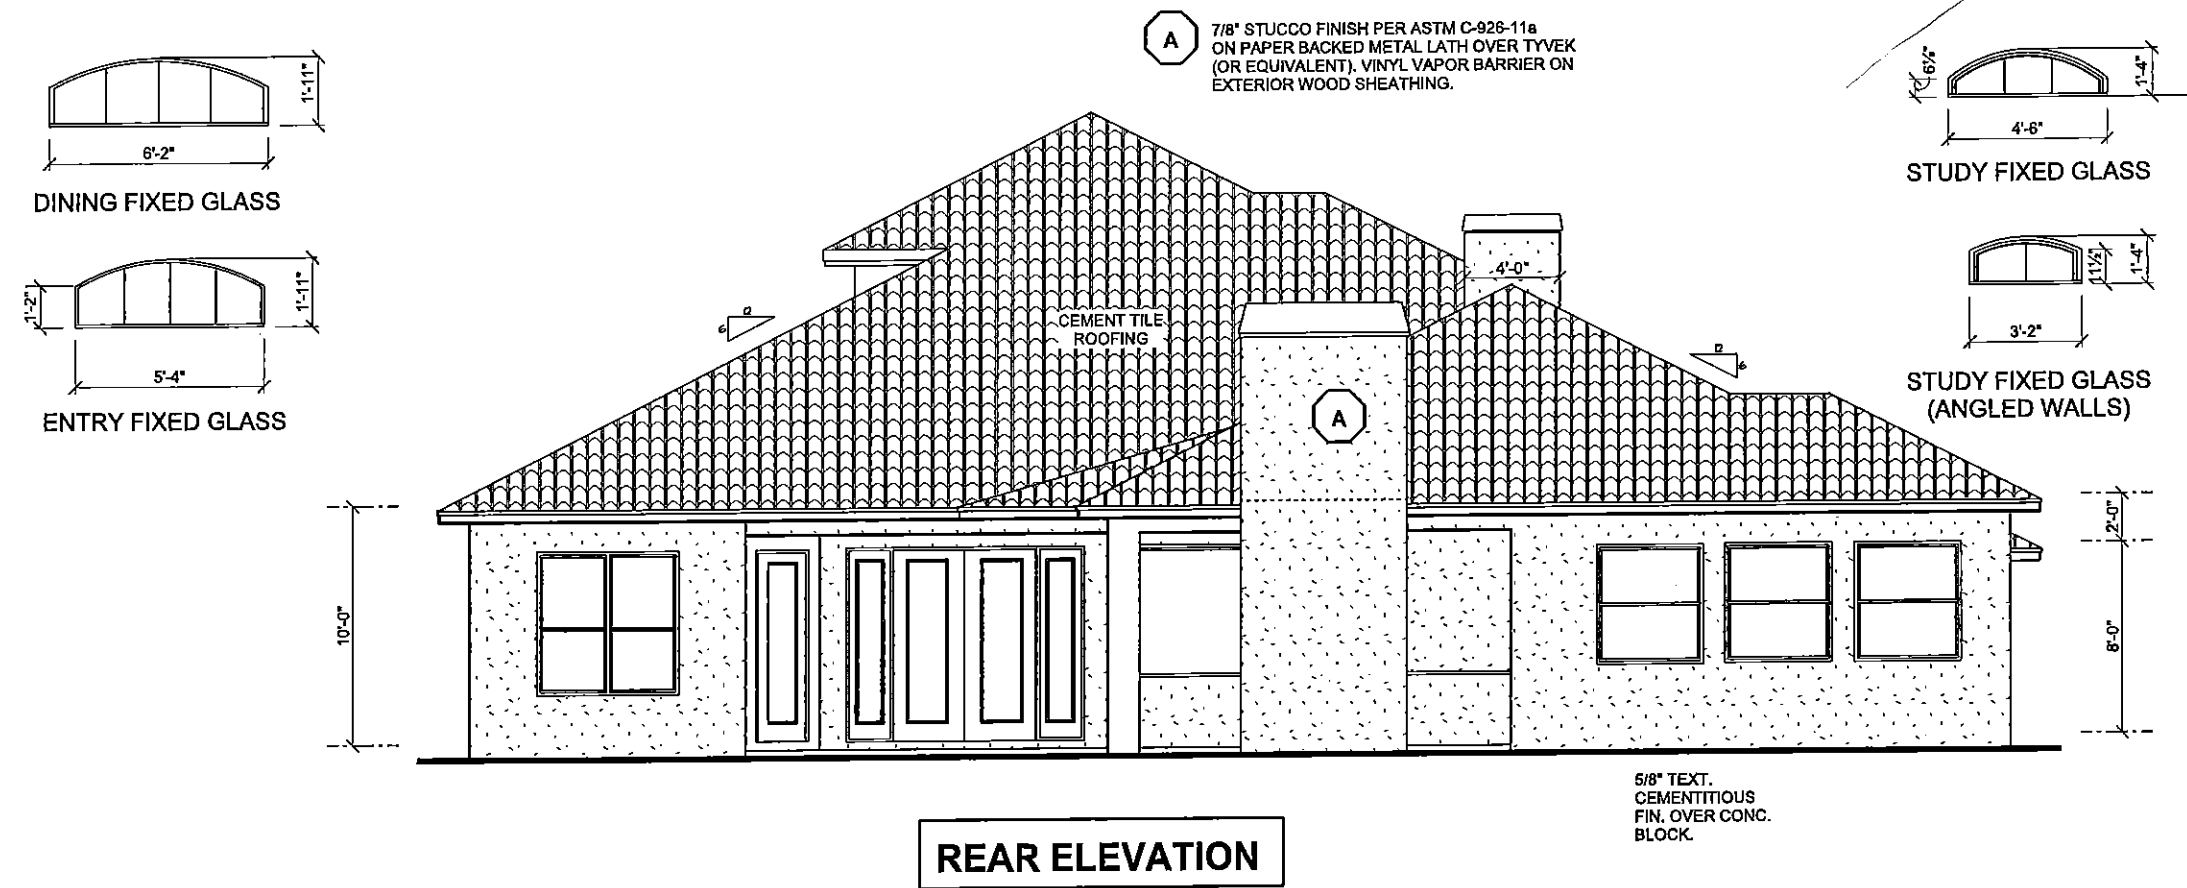 A
7/8" STUCCO FINISH PER ASTM C-926-11a
ON PAPER BACKED METAL LATH OVER TYVEK
(OR EQUIVALENT). VINYL VAPOR BARRIER ON
EXTERIOR WOOD SHEATHING.
1'-11"
6'-2"
DINING FIXED GLASS
1'-2"
1'-11"
5'-4"
ENTRY FIXED GLASS
6½"
1'-4"
4'-6"
STUDY FIXED GLASS
11½"
1'-4"
3'-2"
STUDY FIXED GLASS
(ANGLED WALLS)
4'-0"
12
6
CEMENT TILE
ROOFING
12
6
A
10'-0"
2'-0"
8'-0"
5/8" TEXT.
CEMENTITIOUS
FIN. OVER CONC.
BLOCK.
REAR ELEVATION